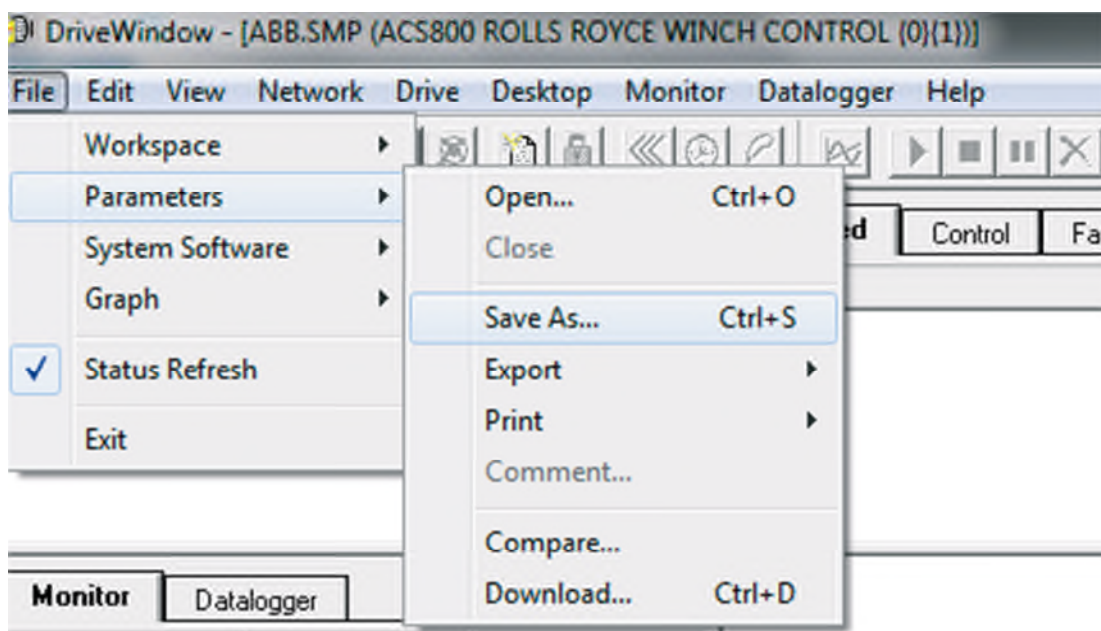 DriveWindow - [ABB.SMP (ACS800 ROLLS ROYCE WINCH CONTROL {0}{1})]
File Edit View Network Drive Desktop Monitor Datalogger Help
Workspace
Parameters
System Software
Graph
Status Refresh
Exit
Open... Ctrl+O
Close
Save As... Ctrl+S
Export
Print
Comment...
Compare...
Download... Ctrl+D
Control
Monitor Datalogger